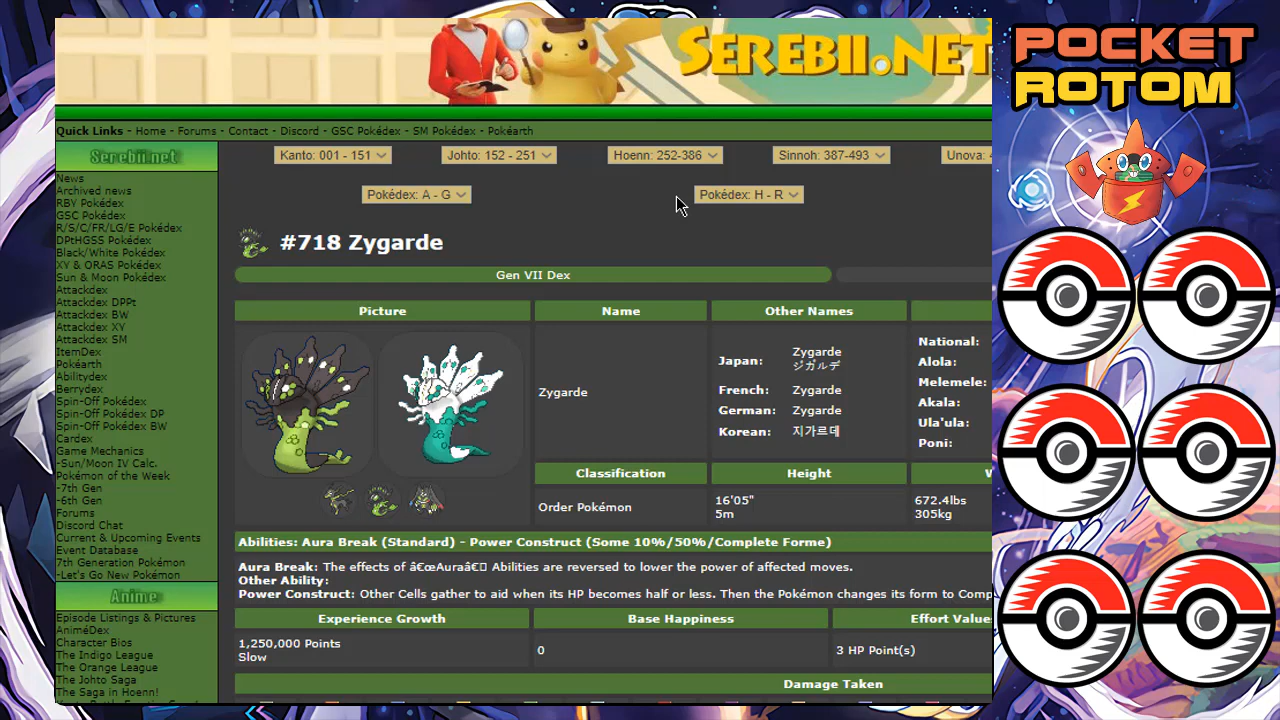 SEREBII.NET
POCKET
ROTOM
Quick Links - Home - Forums - Contact - Discord - GSC Pokédex - SM Pokédex - Pokéarth
Serebii.net
News
Archived news
RBY Pokédex
GSC Pokédex
R/S/C/FR/LG/E Pokédex
DPtHGSS Pokédex
Black/White Pokédex
XY & ORAS Pokédex
Sun & Moon Pokédex
Attackdex
Attackdex DPPt
Attackdex BW
Attackdex XY
Attackdex SM
ItemDex
Pokéarth
Abilitydex
Berrydex
Spin-Off Pokédex
Spin-Off Pokédex DP
Spin-Off Pokédex BW
Cardex
Game Mechanics
-Sun/Moon IV Calc.
Pokémon of the Week
-7th Gen
-6th Gen
Forums
Discord Chat
Current & Upcoming Events
Event Database
7th Generation Pokémon
-Let's Go New Pokémon
Anime
Episode Listings & Pictures
AniméDex
Character Bios
The Indigo League
The Orange League
The Johto Saga
The Saga in Hoenn!
Kanto: 001 - 151
Johto: 152 - 251
Hoenn: 252-386
Sinnoh: 387-493
Unova: 4
Pokédex: A - G
Pokédex: H - R
#718 Zygarde
Gen VII Dex
Picture
Name
Other Names
Zygarde
Japan: Zygarde
ジガルデ
French: Zygarde
German: Zygarde
Korean: 지가르데
National:
Alola:
Melemele:
Akala:
Ula'ula:
Poni:
Classification
Height
W
Order Pokémon
16'05"
5m
672.4lbs
305kg
Abilities: Aura Break (Standard) - Power Construct (Some 10%/50%/Complete Forme)
Aura Break: The effects of â€œAuraâ€� Abilities are reversed to lower the power of affected moves.
Other Ability:
Power Construct: Other Cells gather to aid when its HP becomes half or less. Then the Pokémon changes its form to Comp
Experience Growth
Base Happiness
Effort Value
1,250,000 Points
Slow
0
3 HP Point(s)
Damage Taken